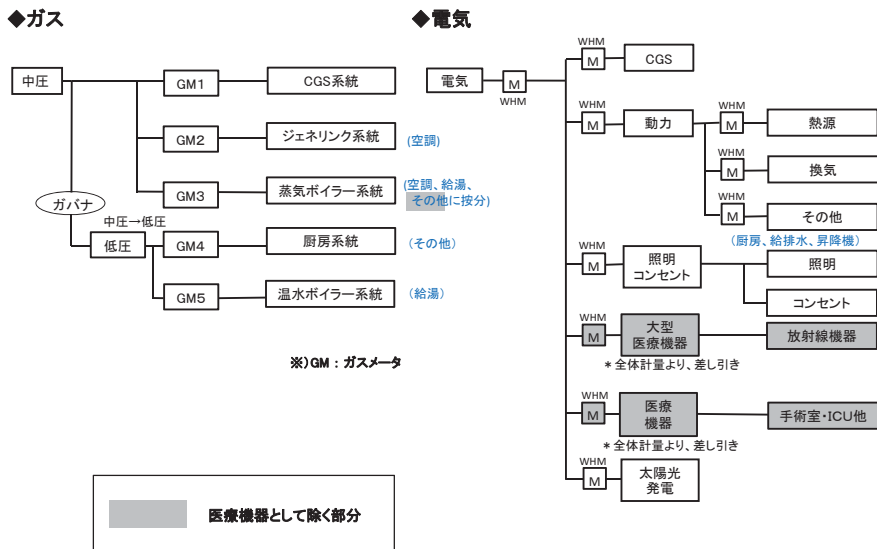 ◆ガス
中圧
GM1
CGS系統
GM2
ジェネリンク系統
(空調)
GM3
蒸気ボイラー系統
(空調、給湯、
その他に按分)
ガバナ
中圧→低圧
低圧
GM4
厨房系統
(その他)
GM5
温水ボイラー系統
(給湯)
※)GM：ガスメータ
医療機器として除く部分
◆電気
電気
M
WHM
WHM
M
CGS
WHM
M
動力
WHM
M
熱源
WHM
M
換気
WHM
M
その他
(厨房、給排水、昇降機)
WHM
M
照明
コンセント
照明
コンセント
WHM
M
大型
医療機器
放射線機器
＊全体計量より、差し引き
WHM
M
医療
機器
手術室・ICU他
＊全体計量より、差し引き
WHM
M
太陽光
発電